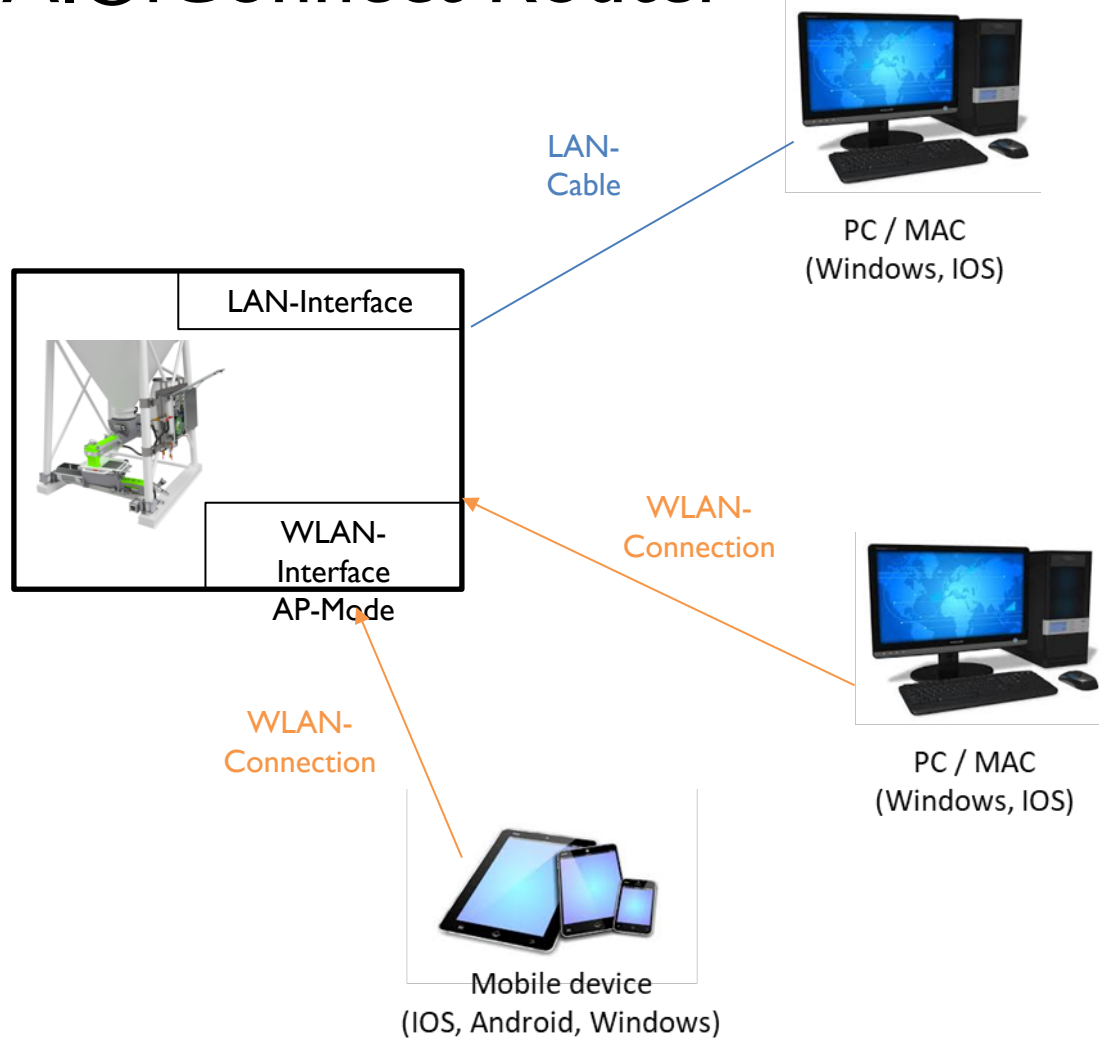 LAN-
Cable
PC / MAC
(Windows, IOS)
LAN-Interface
WLAN-
Interface
AP-Mode
WLAN-
Connection
PC / MAC
(Windows, IOS)
WLAN-
Connection
Mobile device
(IOS, Android, Windows)